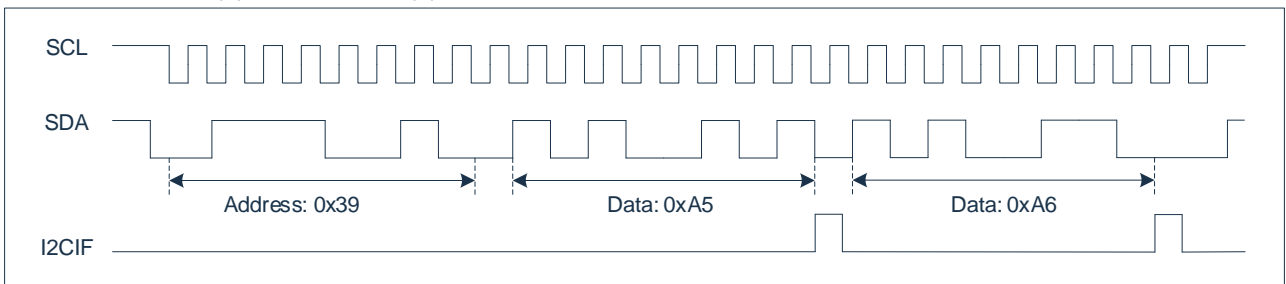 SCL
SDA
Address: 0x39 Data: 0xA5 Data: 0xA6
I2CIF